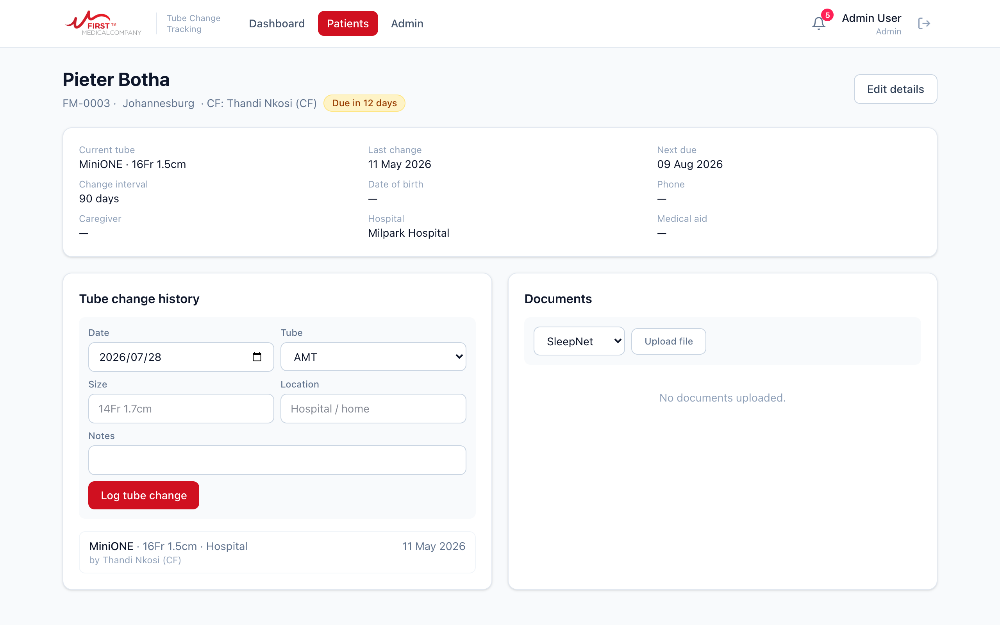 FIRST™
MEDICALCOMPANY
Tube Change
Tracking
Dashboard
Patients
Admin
5
Admin User
Admin
Pieter Botha
FM-0003 · Johannesburg · CF: Thandi Nkosi (CF)
Due in 12 days
Edit details
Current tube
MiniONE · 16Fr 1.5cm
Last change
11 May 2026
Next due
09 Aug 2026
Change interval
90 days
Date of birth
—
Phone
—
Caregiver
—
Hospital
Milpark Hospital
Medical aid
—
Tube change history
Date
2026/07/28
Tube
AMT
Size
14Fr 1.7cm
Location
Hospital / home
Notes
Log tube change
MiniONE · 16Fr 1.5cm · Hospital
11 May 2026
by Thandi Nkosi (CF)
Documents
SleepNet
Upload file
No documents uploaded.